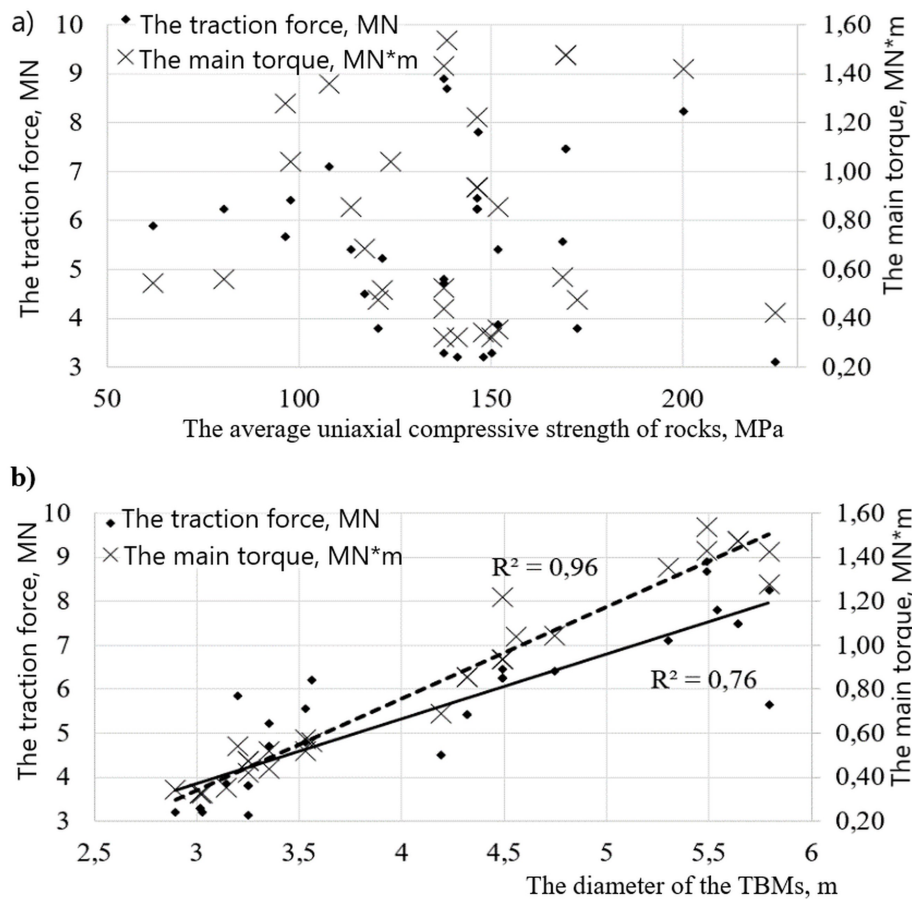 a)
The traction force, MN
The main torque, MN*m
The traction force, MN
10
9
8
7
6
5
4
3
1,60
1,40
1,20
1,00
0,80
0,60
0,40
0,20
The main torque, MN*m
50 100 150 200
The average uniaxial compressive strength of rocks, MPa
b)
The traction force, MN
The main torque, MN*m
The traction force, MN
10
9
8
7
6
5
4
3
R² = 0,96
R² = 0,76
1,60
1,40
1,20
1,00
0,80
0,60
0,40
0,20
The main torque, MN*m
2,5 3 3,5 4 4,5 5 5,5 6
The diameter of the TBMs, m